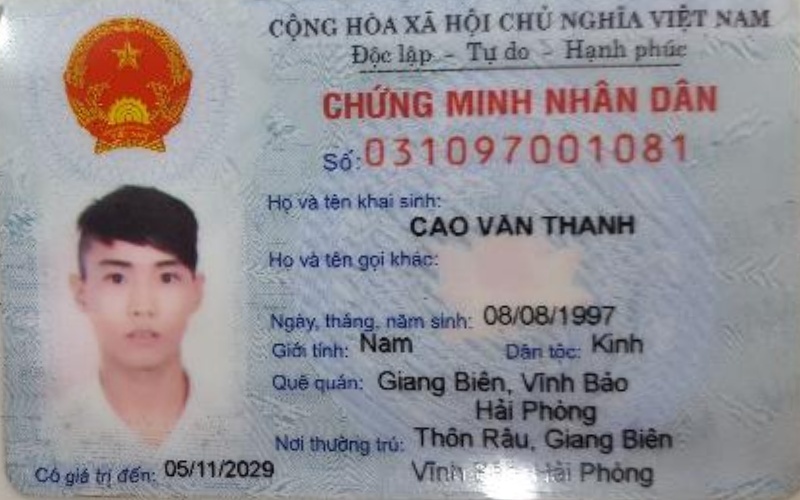 CỘNG HÒA XÃ HỘI CHỦ NGHĨA VIỆT NAM
Độc lập - Tự do - Hạnh phúc
CHỨNG MINH NHÂN DÂN
Số: 031097001081
Họ và tên khai sinh:
CAO VĂN THANH
Họ và tên gọi khác:
Ngày, tháng, năm sinh: 08/08/1997
Giới tính: Nam Dân tộc: Kinh
Quê quán: Giang Biên, Vĩnh Bảo
Hải Phòng
Nơi thường trú: Thôn Râu, Giang Biên
Vĩnh Hải Phòng
Có giá trị đến: 05/11/2029